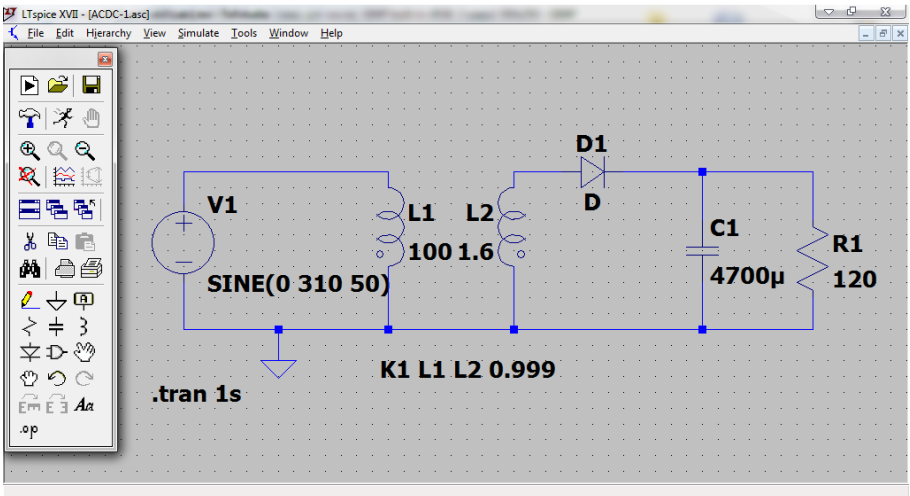 LTspice XVII - [ACDC-1.asc]
File Edit Hierarchy View Simulate Tools Window Help
D1
D
V1
SINE(0 310 50)
L1
100
L2
1.6
C1
4700µ
R1
120
K1 L1 L2 0.999
.tran 1s
Aa
.op